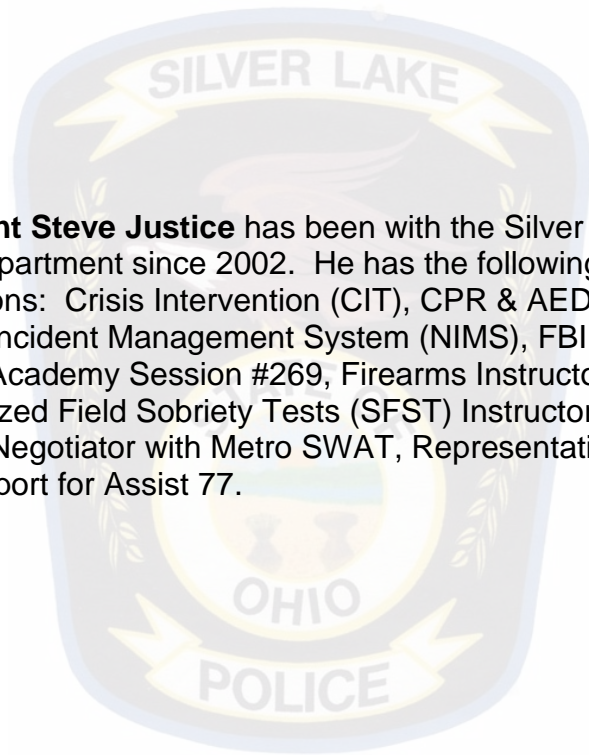 SILVER LAKE
nt Steve Justice has been with the Silver
partment since 2002.  He has the following
ons:  Crisis Intervention (CIT), CPR & AED
ncident Management System (NIMS), FBI
Academy Session #269, Firearms Instructo
zed Field Sobriety Tests (SFST) Instructor
Negotiator with Metro SWAT, Representati
port for Assist 77.
STATE OF
OHIO
POLICE